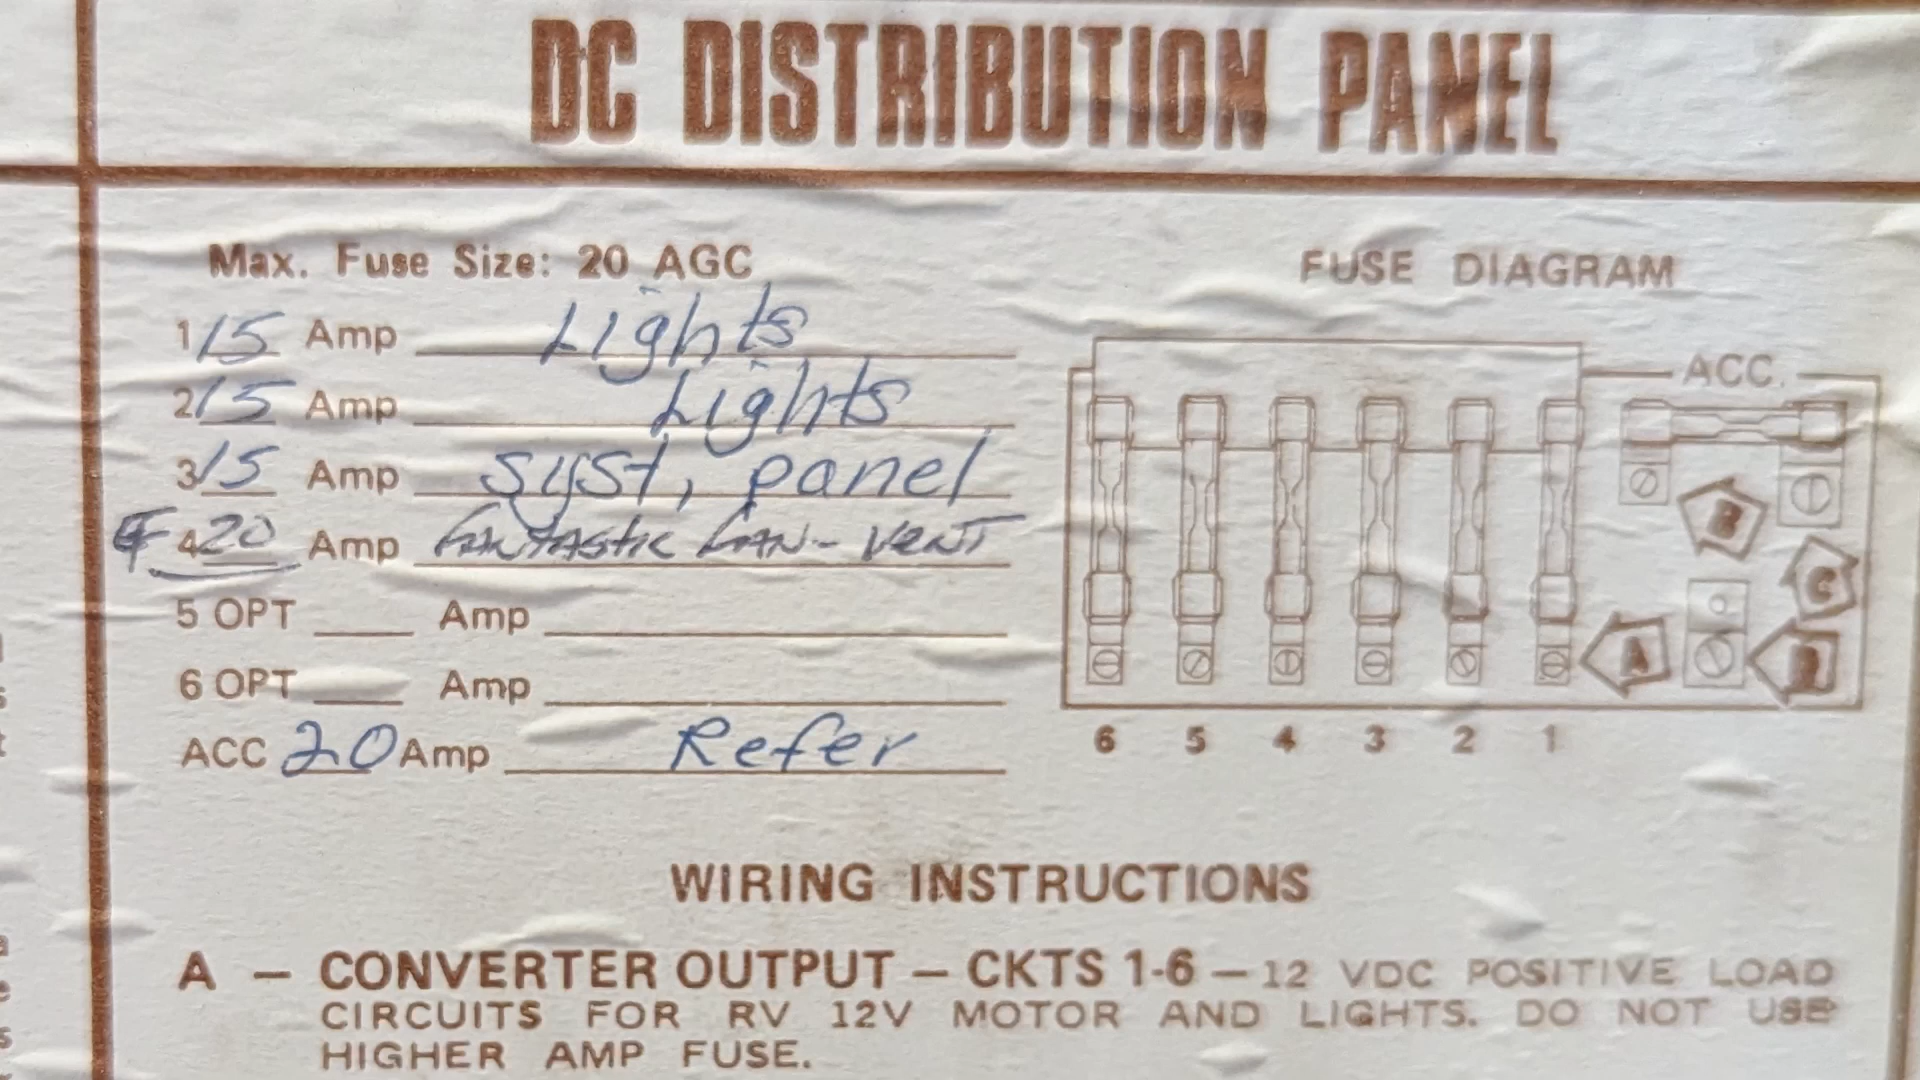 DC DISTRIBUTION PANEL
Max. Fuse Size: 20 AGC
1 15 Amp Lights
2 15 Amp Lights
3 15 Amp syst, panel
4 20 Amp FANTASTIC FAN - VENT
5 OPT ___ Amp
6 OPT ___ Amp
ACC 20 Amp Refer
FUSE DIAGRAM
ACC.
B
C
A
6 5 4 3 2 1
WIRING INSTRUCTIONS
A – CONVERTER OUTPUT – CKTS 1-6 – 12 VDC POSITIVE LOAD
CIRCUITS FOR RV 12V MOTOR AND LIGHTS. DO NOT USE
HIGHER AMP FUSE.